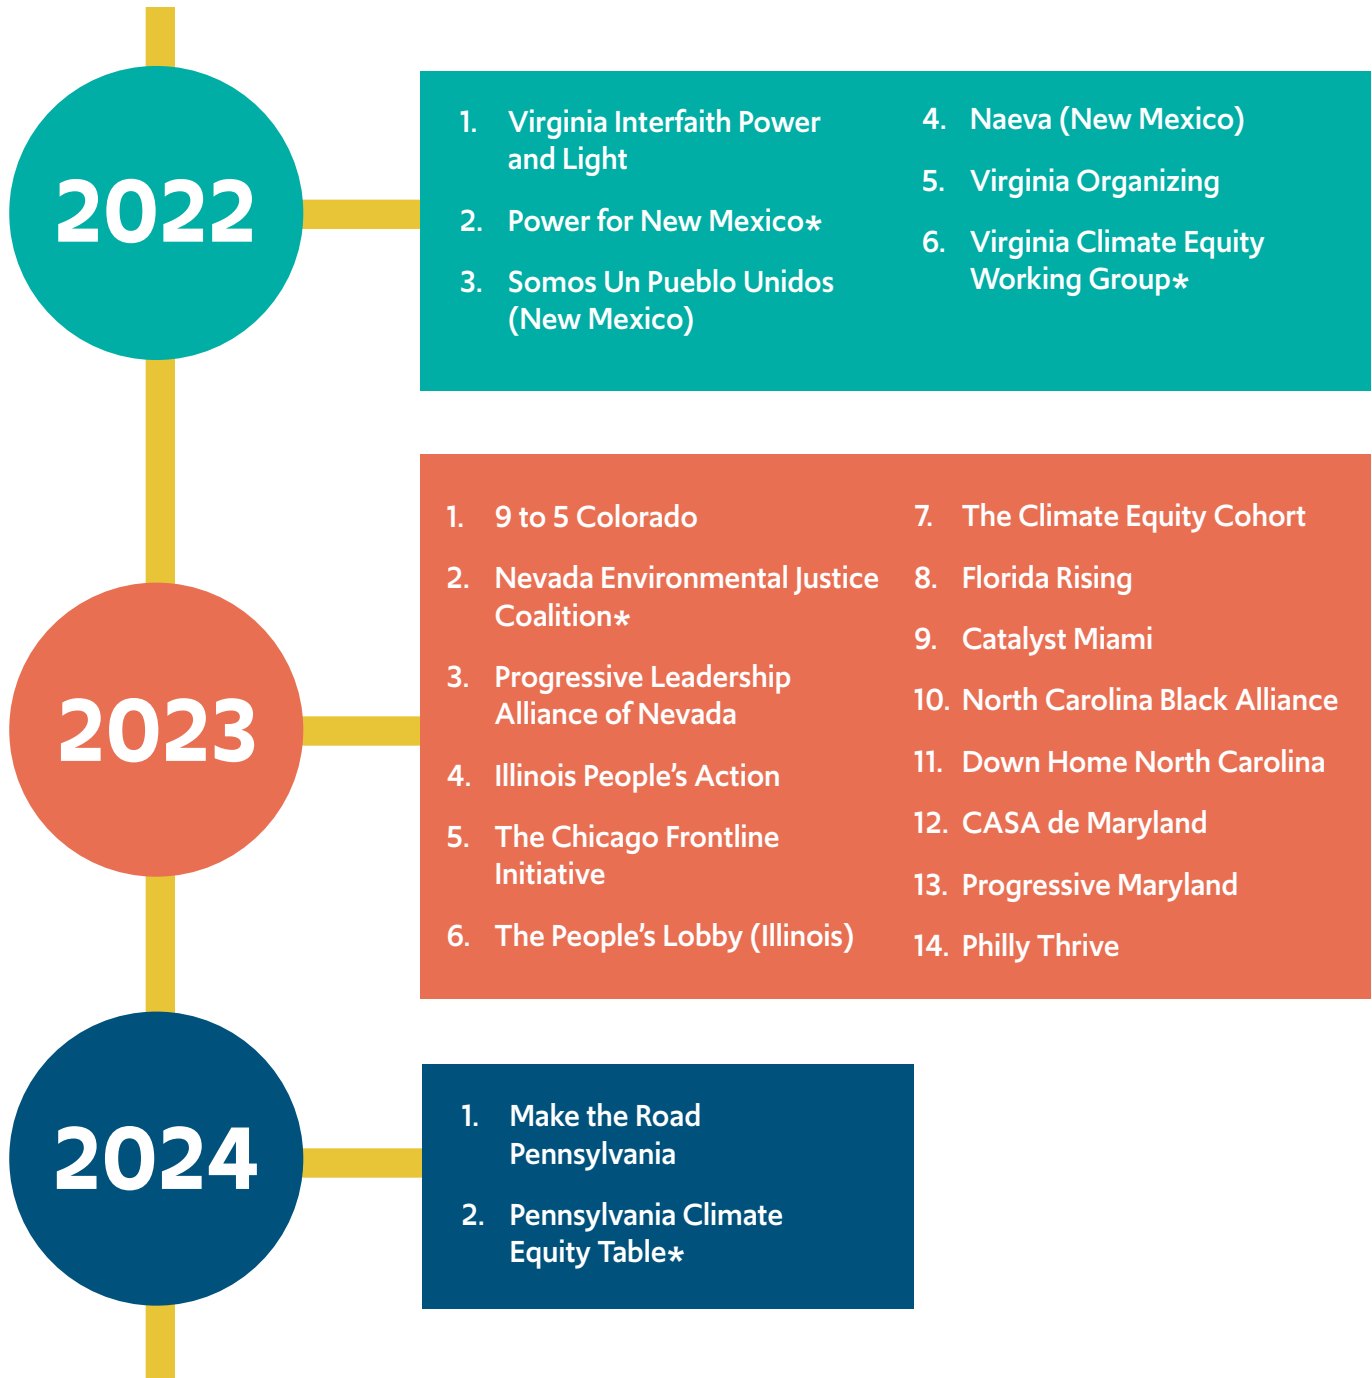 2022
1. Virginia Interfaith Power
and Light
2. Power for New Mexico*
3. Somos Un Pueblo Unidos
(New Mexico)
4. Naeva (New Mexico)
5. Virginia Organizing
6. Virginia Climate Equity
Working Group*
2023
1. 9 to 5 Colorado
2. Nevada Environmental Justice
Coalition*
3. Progressive Leadership
Alliance of Nevada
4. Illinois People’s Action
5. The Chicago Frontline
Initiative
6. The People’s Lobby (Illinois)
7. The Climate Equity Cohort
8. Florida Rising
9. Catalyst Miami
10. North Carolina Black Alliance
11. Down Home North Carolina
12. CASA de Maryland
13. Progressive Maryland
14. Philly Thrive
2024
1. Make the Road
Pennsylvania
2. Pennsylvania Climate
Equity Table*